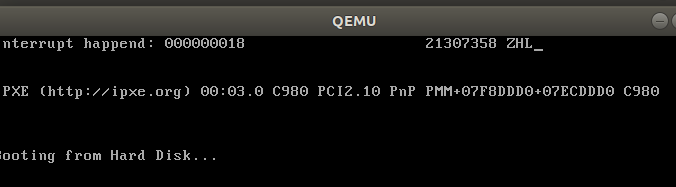 QEMU
nterrupt happend: 000000018 21307358 ZHL_
PXE (http://ipxe.org) 00:03.0 C980 PCI2.10 PnP PMM+07F8DDD0+07ECDDD0 C980
Booting from Hard Disk...